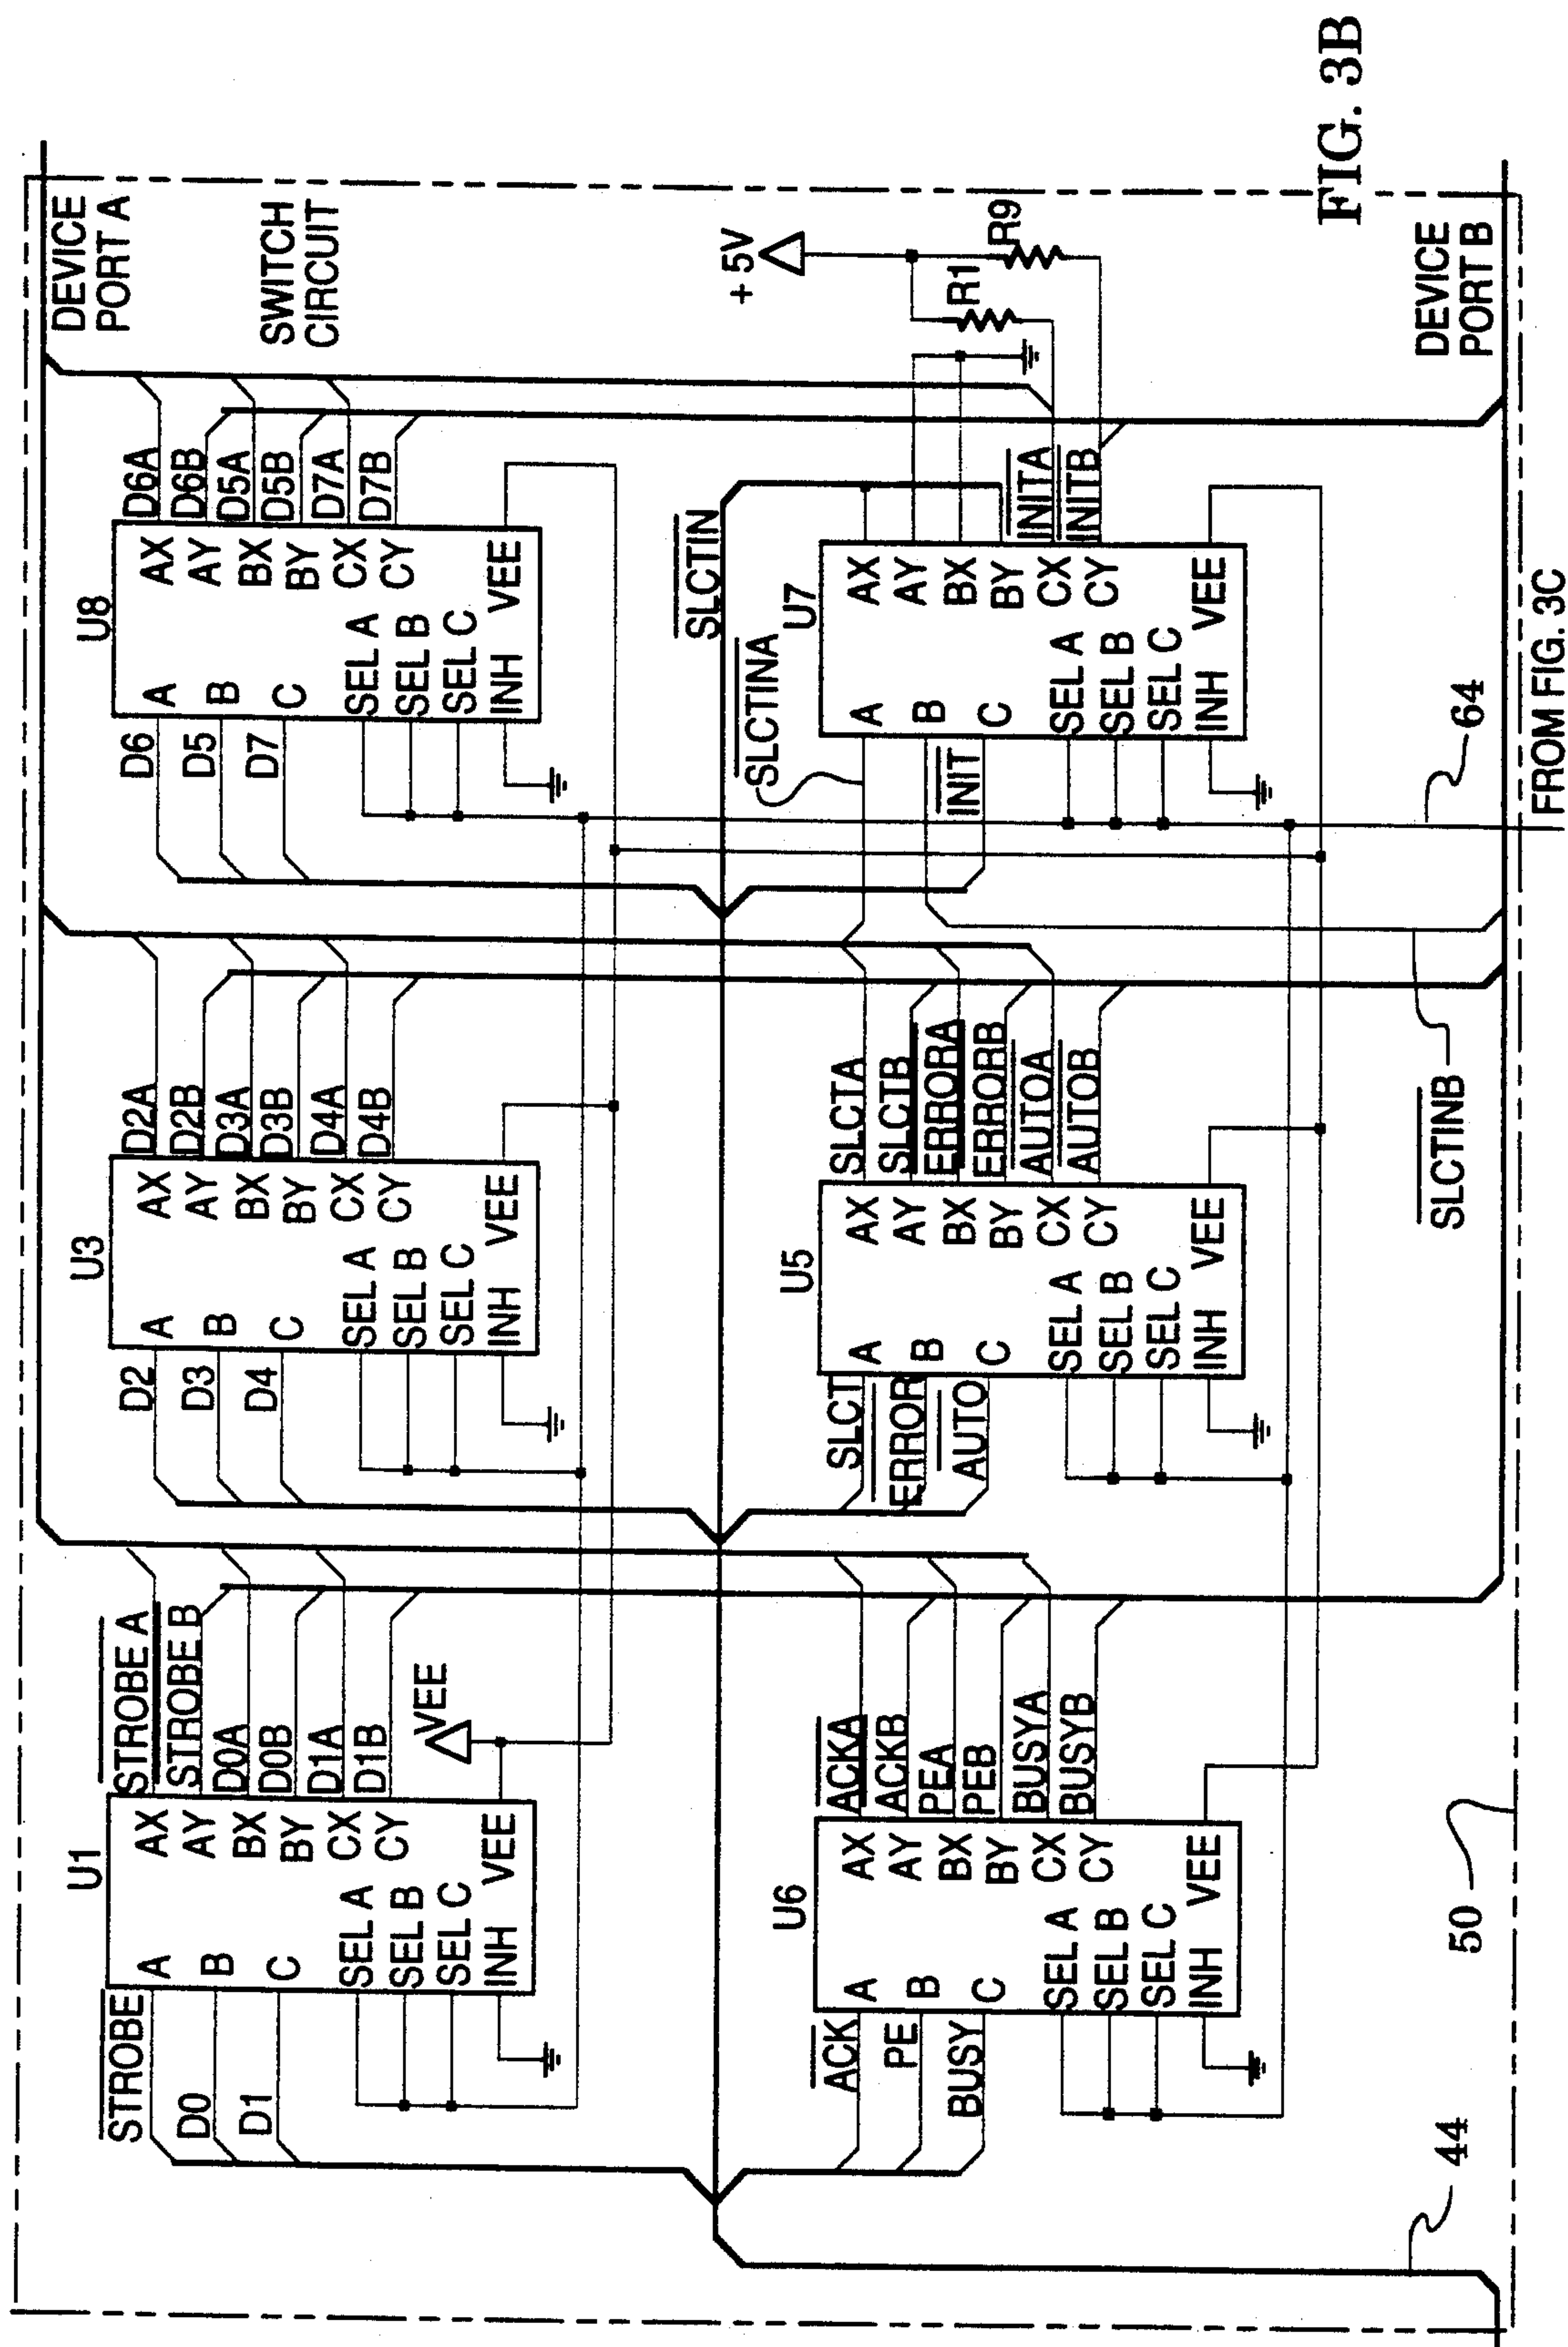 DEVICE
PORT A
SWITCH
CIRCUIT
U1
STROBE
D0
D1
A
B
C
SEL A
SEL B
SEL C
INH
AX
AY
BX
BY
CX
CY
VEE
STROBE A
STROBE B
D0A
D0B
D1A
D1B
VEE
U3
D2
D3
D4
A
B
C
SEL A
SEL B
SEL C
INH
AX
AY
BX
BY
CX
CY
VEE
D2A
D2B
D3A
D3B
D4A
D4B
U8
D6
D5
D7
A
B
C
SEL A
SEL B
SEL C
INH
AX
AY
BX
BY
CX
CY
VEE
D6A
D6B
D5A
D5B
D7A
D7B
U6
ACK
PE
BUSY
A
B
C
SEL A
SEL B
SEL C
INH
AX
AY
BX
BY
CX
CY
VEE
ACKA
ACKB
PEA
PEB
BUSYA
BUSYB
U5
SLCT
ERROR
AUTO
A
B
C
SEL A
SEL B
SEL C
INH
AX
AY
BX
BY
CX
CY
VEE
SLCTA
SLCTB
ERRORA
ERRORB
AUTOA
AUTOB
SLCTIN
SLCTINA
U7
INIT
A
B
C
SEL A
SEL B
SEL C
INH
AX
AY
BX
BY
CX
CY
VEE
INITA
INITB
+5V
R1
R9
SLCTINB
44
50
64
FROM FIG. 3C
DEVICE
PORT B
FIG. 3B